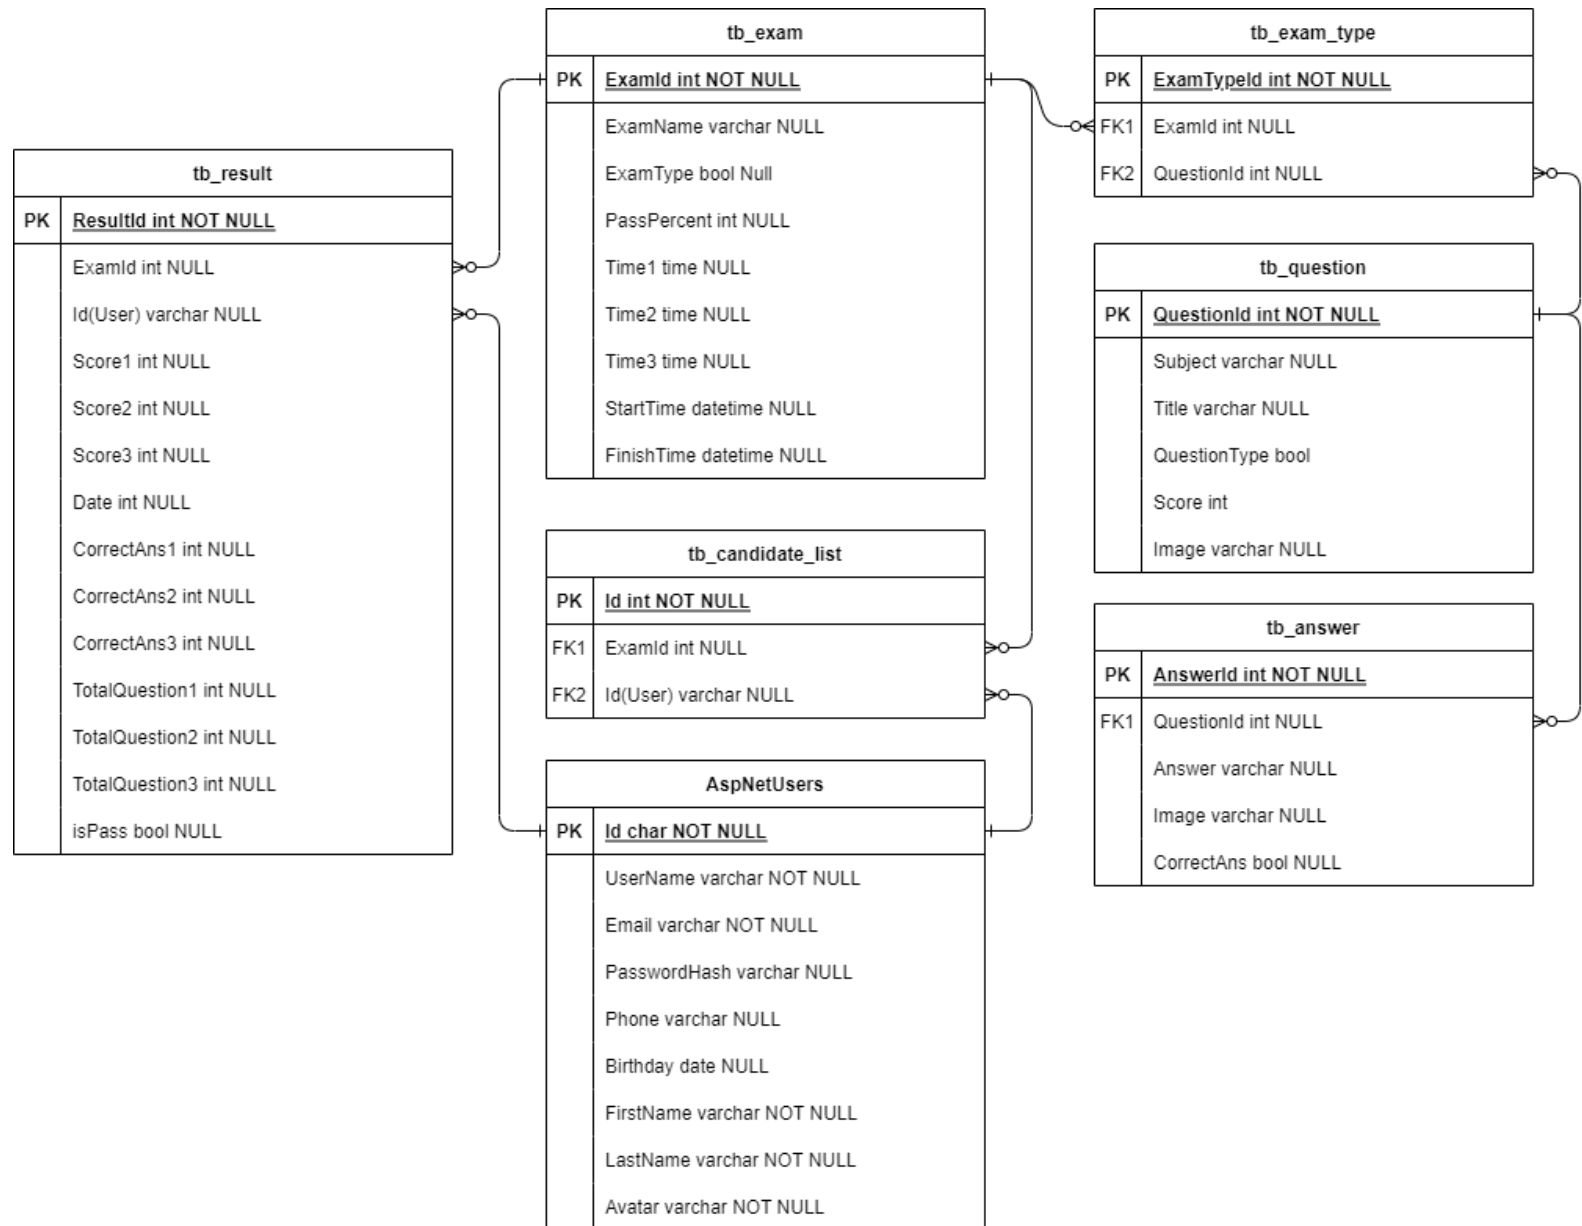 tb_result
PK ResultId int NOT NULL
ExamId int NULL
Id(User) varchar NULL
Score1 int NULL
Score2 int NULL
Score3 int NULL
Date int NULL
CorrectAns1 int NULL
CorrectAns2 int NULL
CorrectAns3 int NULL
TotalQuestion1 int NULL
TotalQuestion2 int NULL
TotalQuestion3 int NULL
isPass bool NULL
tb_exam
PK ExamId int NOT NULL
ExamName varchar NULL
ExamType bool Null
PassPercent int NULL
Time1 time NULL
Time2 time NULL
Time3 time NULL
StartTime datetime NULL
FinishTime datetime NULL
tb_candidate_list
PK Id int NOT NULL
FK1 ExamId int NULL
FK2 Id(User) varchar NULL
AspNetUsers
PK Id char NOT NULL
UserName varchar NOT NULL
Email varchar NOT NULL
PasswordHash varchar NULL
Phone varchar NULL
Birthday date NULL
FirstName varchar NOT NULL
LastName varchar NOT NULL
Avatar varchar NOT NULL
tb_exam_type
PK ExamTypeId int NOT NULL
FK1 ExamId int NULL
FK2 QuestionId int NULL
tb_question
PK QuestionId int NOT NULL
Subject varchar NULL
Title varchar NULL
QuestionType bool
Score int
Image varchar NULL
tb_answer
PK AnswerId int NOT NULL
FK1 QuestionId int NULL
Answer varchar NULL
Image varchar NULL
CorrectAns bool NULL